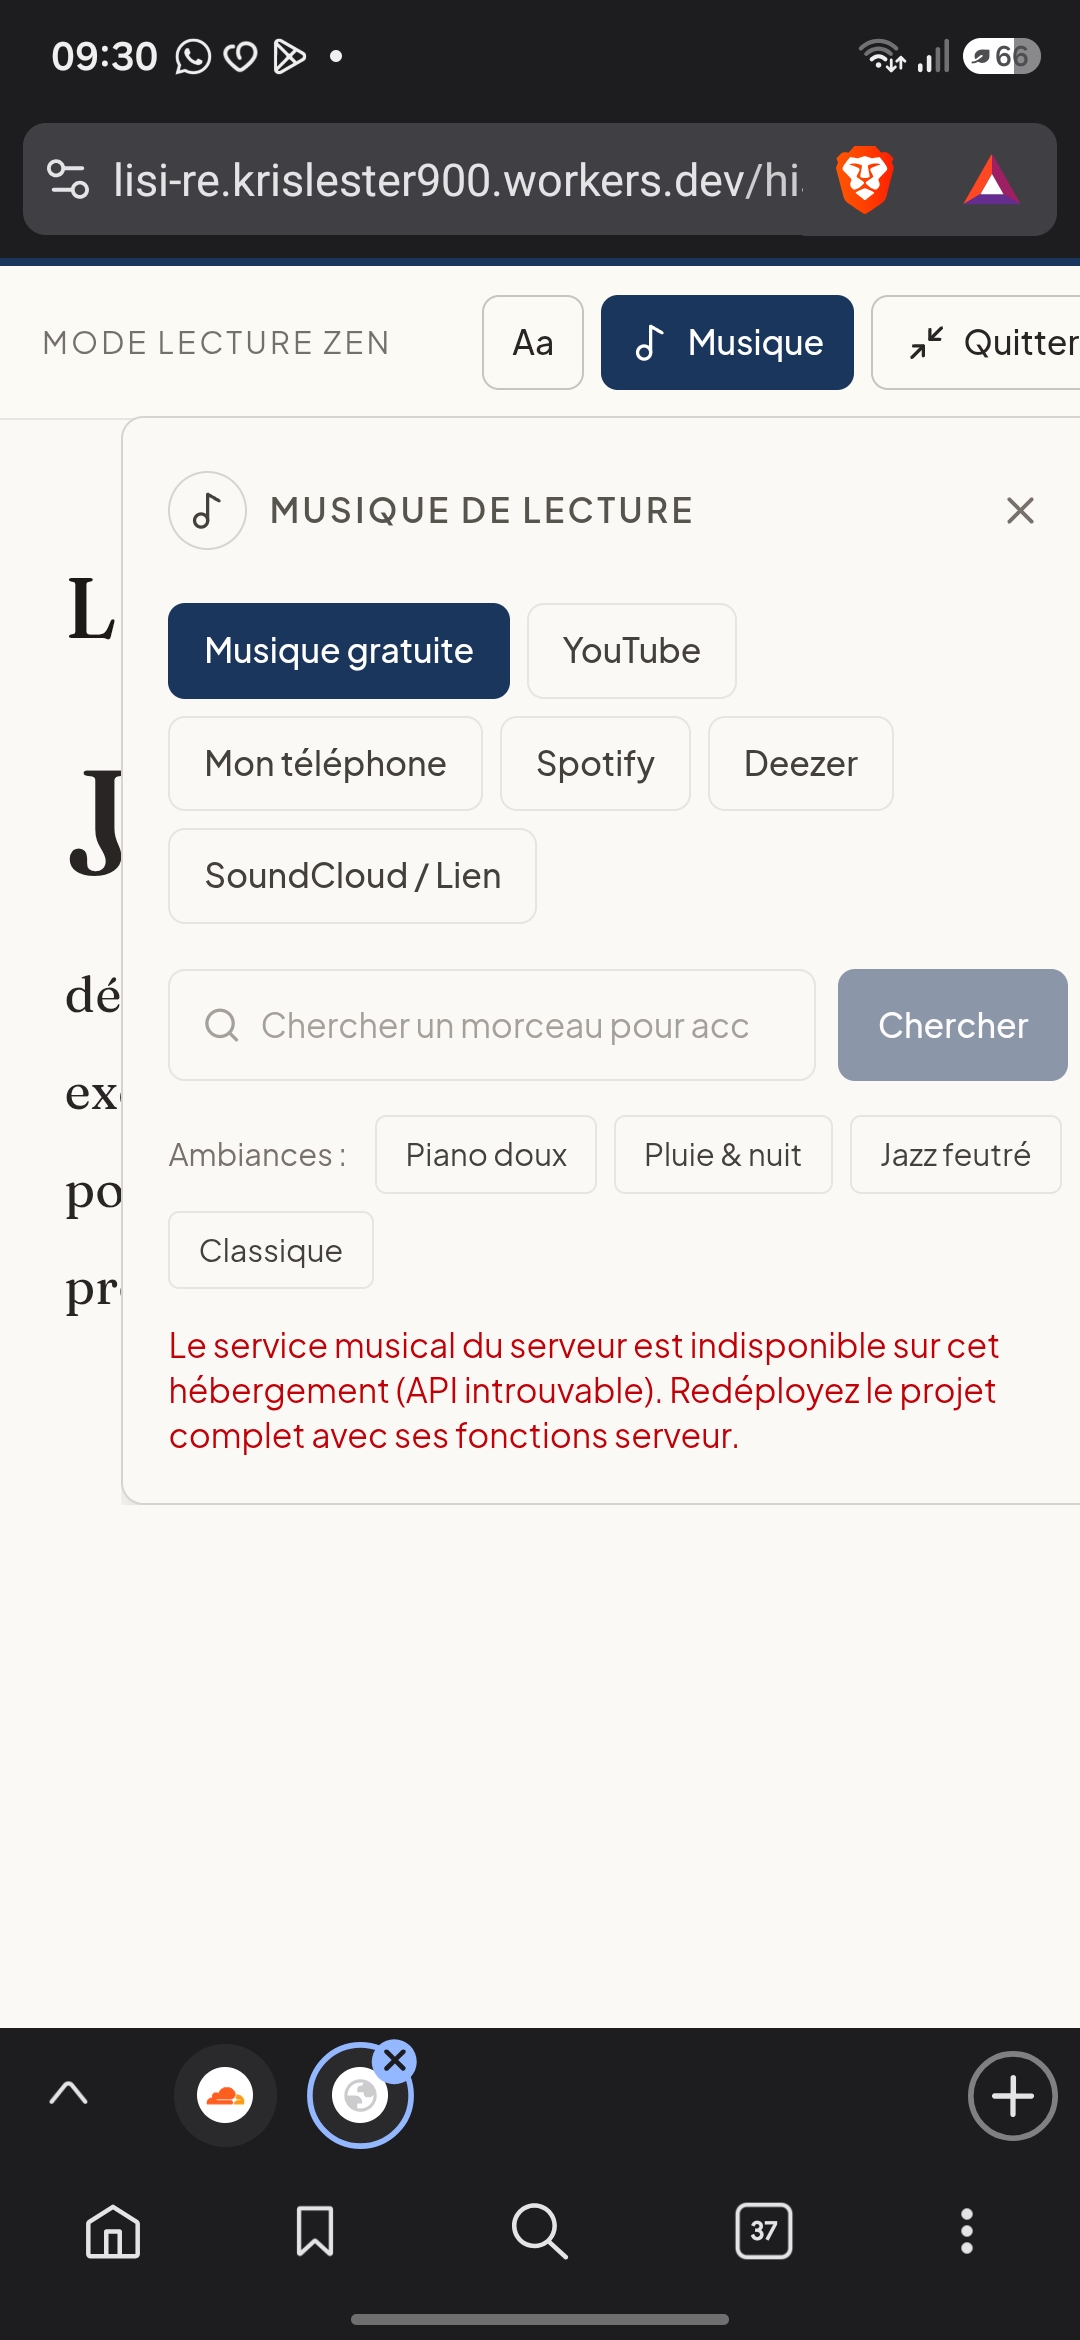 09:30
66
lisi-re.krislester900.workers.dev/hi
MODE LECTURE ZEN
Aa
Musique
Quitter
MUSIQUE DE LECTURE
L
Musique gratuite
YouTube
Mon téléphone
Spotify
Deezer
J
SoundCloud / Lien
dé
Chercher un morceau pour acc
Chercher
ex
Ambiances :
Piano doux
Pluie & nuit
Jazz feutré
po
Classique
pr
Le service musical du serveur est indisponible sur cet
hébergement (API introuvable). Redéployez le projet
complet avec ses fonctions serveur.
37